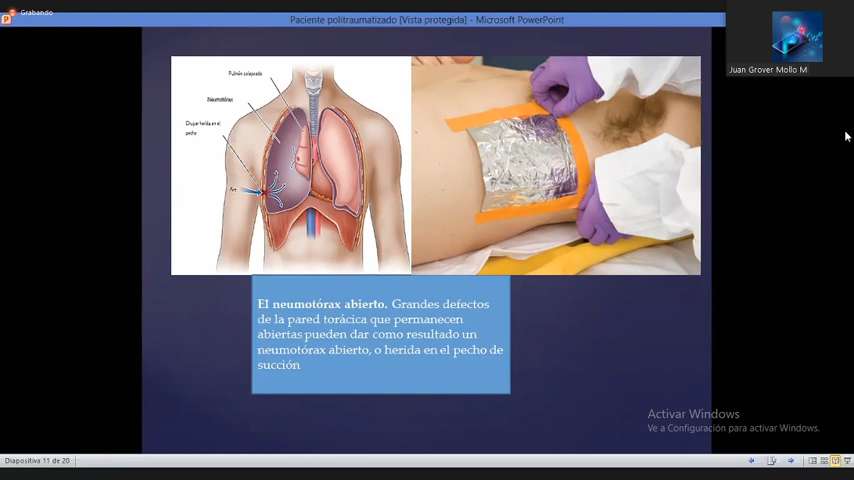 Grabando
Paciente politraumatizado [Vista protegida] - Microsoft PowerPoint
Juan Grover Mollo M
Pulmón colapsado
Neumotórax
Chupar herida en el
pecho
Aire
El neumotórax abierto. Grandes defectos
de la pared torácica que permanecen
abiertas pueden dar como resultado un
neumotórax abierto, o herida en el pecho de
succión
Activar Windows
Ve a Configuración para activar Windows.
Diapositiva 11 de 20